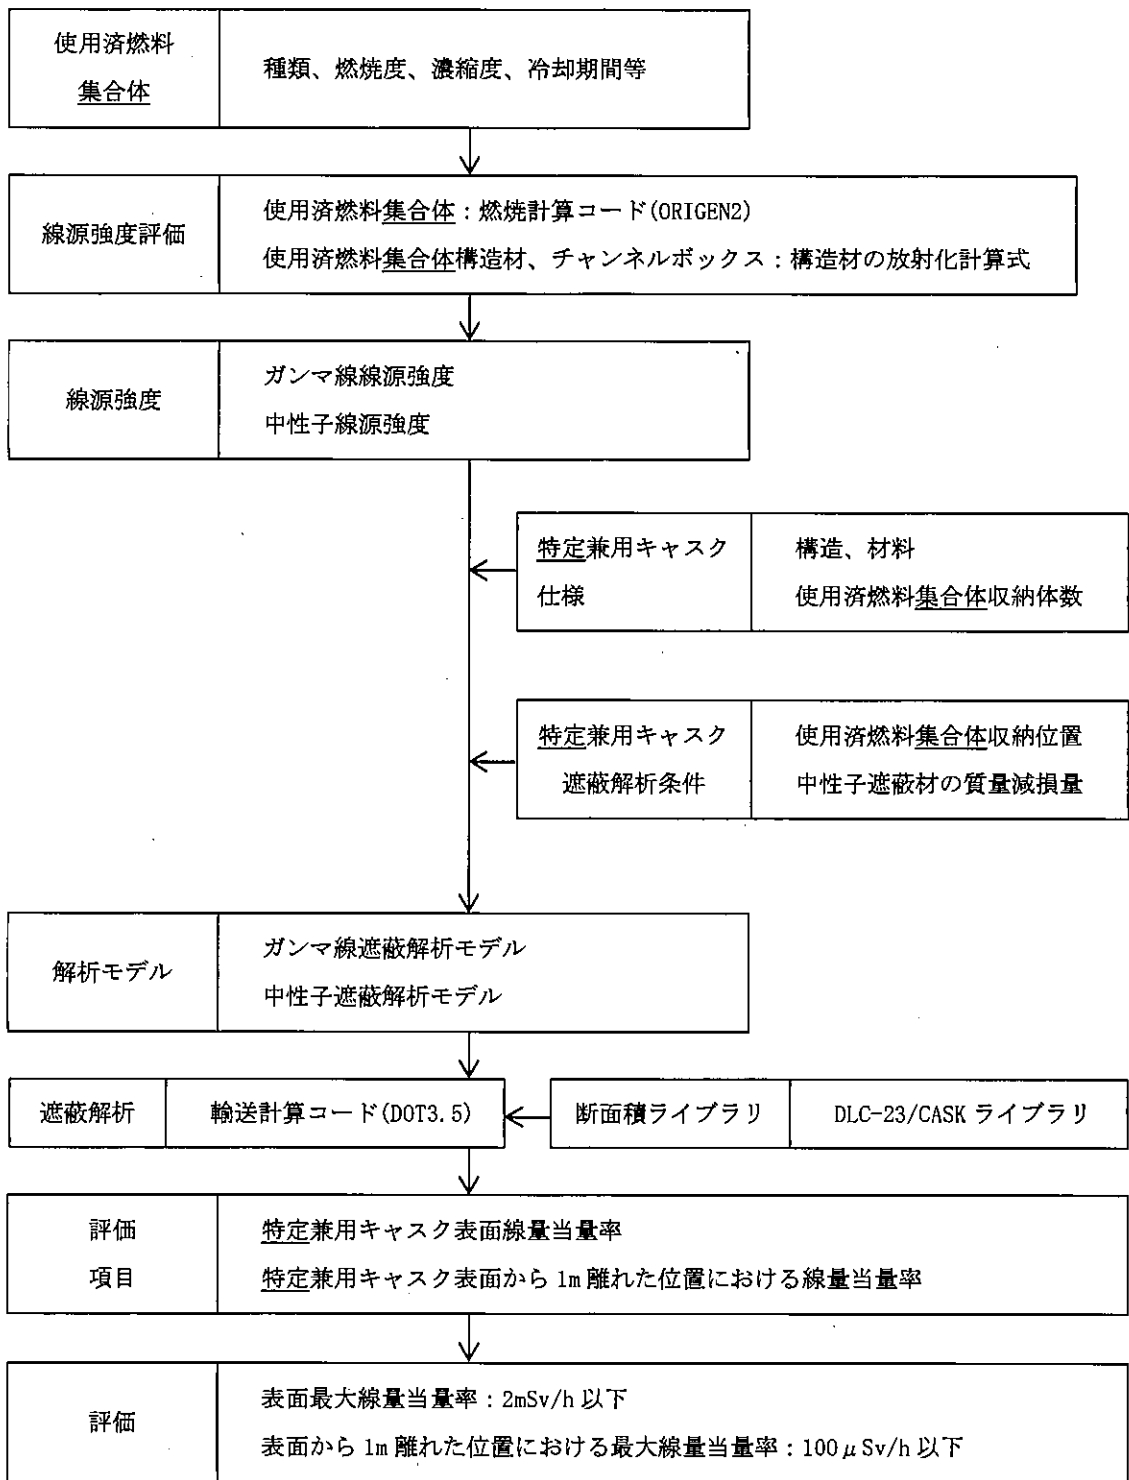 使用済燃料
集合体
種類、燃焼度、濃縮度、冷却期間等
線源強度評価
使用済燃料集合体:燃焼計算コード(ORIGEN2)
使用済燃料集合体構造材、チャンネルボックス:構造材の放射化計算式
線源強度
ガンマ線線源強度
中性子線源強度
特定兼用キャスク
仕様
構造、材料
使用済燃料集合体収納体数
特定兼用キャスク
遮蔽解析条件
使用済燃料集合体収納位置
中性子遮蔽材の質量減損量
解析モデル
ガンマ線遮蔽解析モデル
中性子遮蔽解析モデル
遮蔽解析
輸送計算コード(DOT3.5)
断面積ライブラリ
DLC-23/CASK ライブラリ
評価
項目
特定兼用キャスク表面線量当量率
特定兼用キャスク表面から 1m 離れた位置における線量当量率
評価
表面最大線量当量率:2mSv/h 以下
表面から 1m 離れた位置における最大線量当量率:100μSv/h 以下